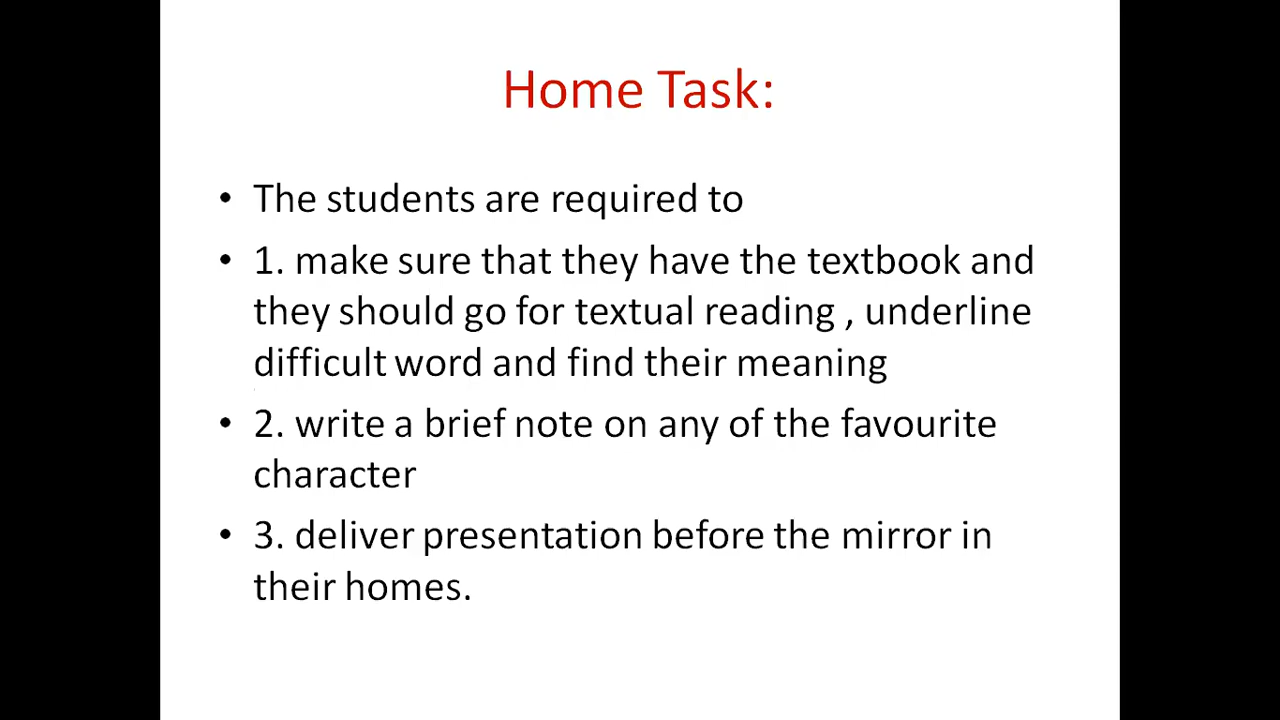 Home Task:
• The students are required to
• 1. make sure that they have the textbook and
they should go for textual reading , underline
difficult word and find their meaning
• 2. write a brief note on any of the favourite
character
• 3. deliver presentation before the mirror in
their homes.